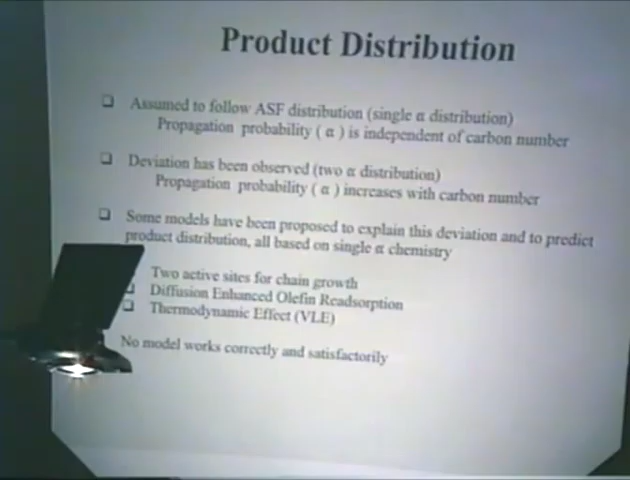 Product Distribution
❑ Assumed to follow ASF distribution (single α distribution)
Propagation probability ( α ) is independent of carbon number
❑ Deviation has been observed (two α distribution)
Propagation probability ( α ) increases with carbon number
❑ Some models have been proposed to explain this deviation and to predict
product distribution, all based on single α chemistry
Two active sites for chain growth
❑ Diffusion Enhanced Olefin Readsorption
❑ Thermodynamic Effect (VLE)
No model works correctly and satisfactorily